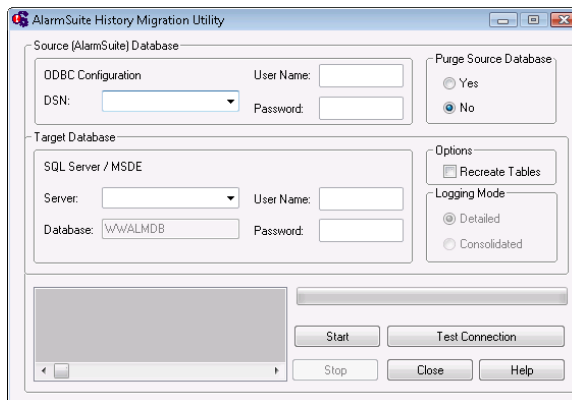 AlarmSuite History Migration Utility
Source (AlarmSuite) Database
ODBC Configuration
DSN:
User Name:
Password:
Purge Source Database
Yes
No
Target Database
SQL Server / MSDE
Server:
Database: WWALMDB
User Name:
Password:
Options
Recreate Tables
Logging Mode
Detailed
Consolidated
Start
Test Connection
Stop
Close
Help